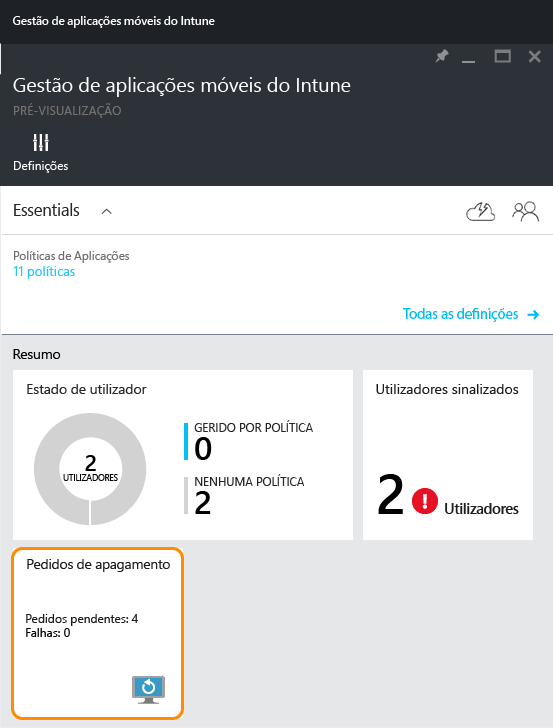 Gestão de aplicações móveis do Intune
Gestão de aplicações móveis do Intune
PRÉ-VISUALIZAÇÃO
Definições
Essentials
Políticas de Aplicações
11 políticas
Todas as definições
Resumo
Estado de utilizador
2
UTILIZADORES
GERIDO POR POLÍTICA
0
NENHUMA POLÍTICA
2
Utilizadores sinalizados
2 Utilizadores
Pedidos de apagamento
Pedidos pendentes: 4
Falhas: 0